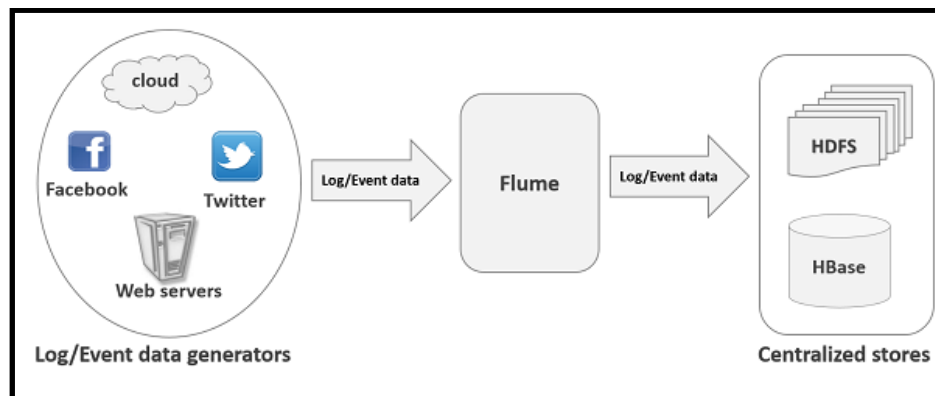 cloud
Facebook
Twitter
Web servers
Log/Event data generators
Log/Event data
Flume
Log/Event data
HDFS
HBase
Centralized stores